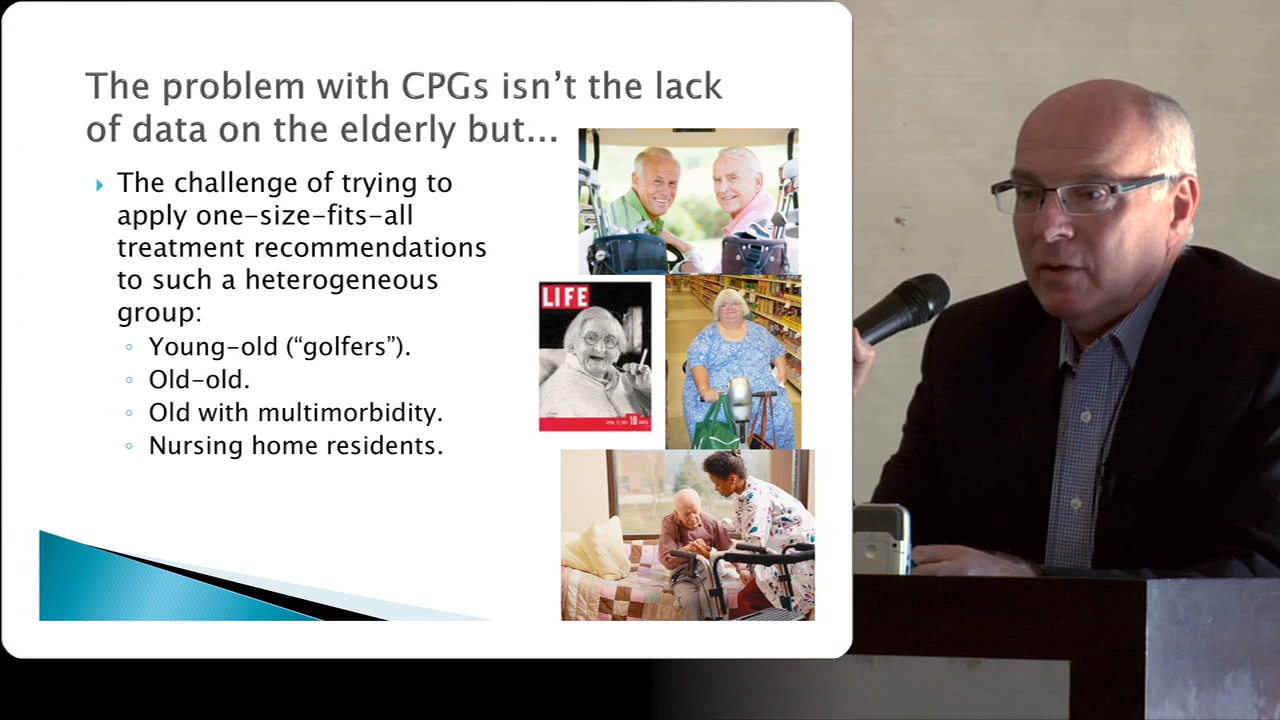 The problem with CPGs isn't the lack
of data on the elderly but...
The challenge of trying to
apply one-size-fits-all
treatment recommendations
to such a heterogeneous
group:
Young-old ("golfers").
Old-old.
Old with multimorbidity.
Nursing home residents.
LIFE